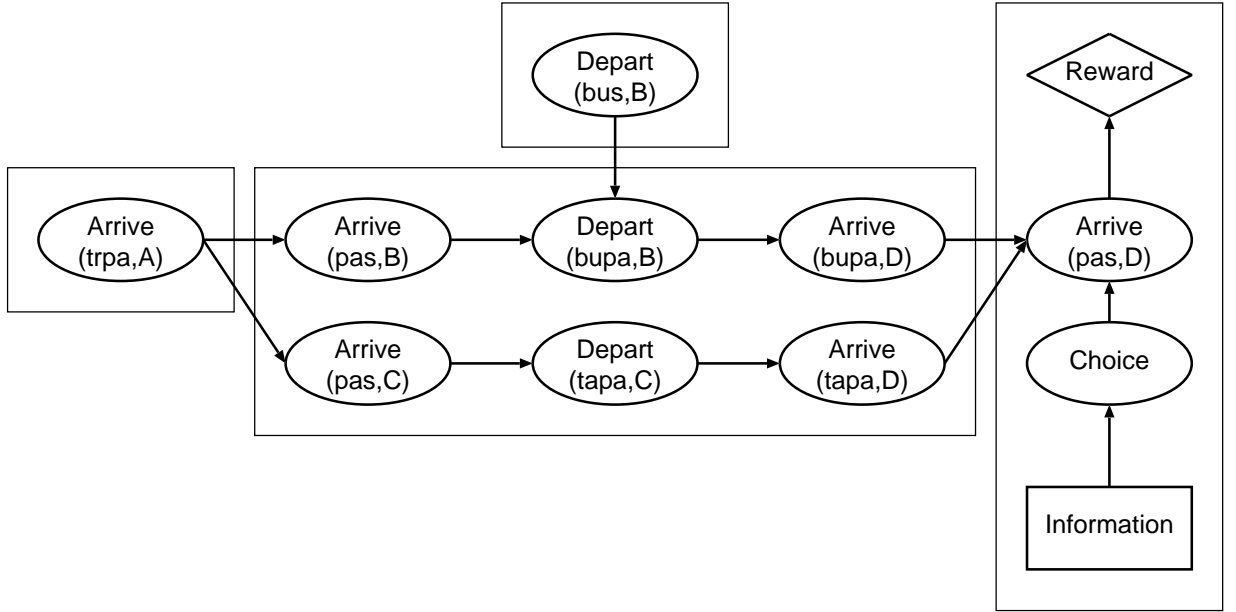 Depart
(bus,B)
Reward
Arrive
(trpa,A)
Arrive
(pas,B)
Depart
(bupa,B)
Arrive
(bupa,D)
Arrive
(pas,D)
Arrive
(pas,C)
Depart
(tapa,C)
Arrive
(tapa,D)
Choice
Information